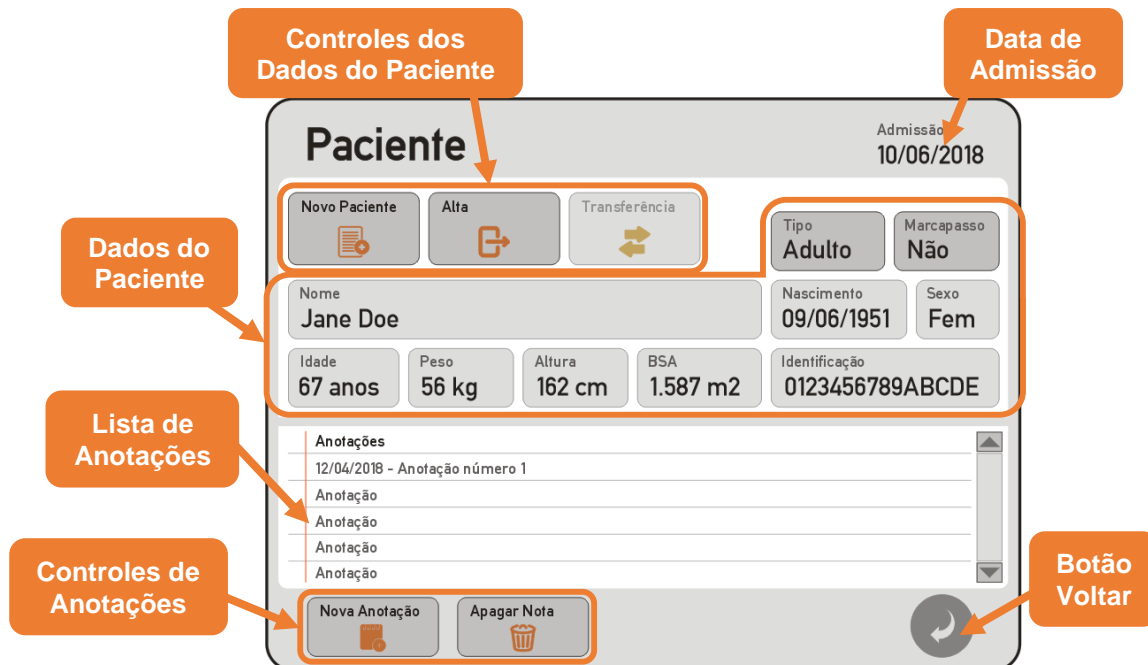 Controles dos
Dados do Paciente
Data de
Admissão
Paciente
Admissão
10/06/2018
Novo Paciente
Alta
Transferência
Tipo
Adulto
Marcapasso
Não
Dados do
Paciente
Nome
Jane Doe
Nascimento
09/06/1951
Sexo
Fem
Idade
67 anos
Peso
56 kg
Altura
162 cm
BSA
1.587 m2
Identificação
0123456789ABCDE
Lista de
Anotações
Anotações
12/04/2018 - Anotação número 1
Anotação
Anotação
Anotação
Anotação
Controles de
Anotações
Nova Anotação
Apagar Nota
Botão
Voltar